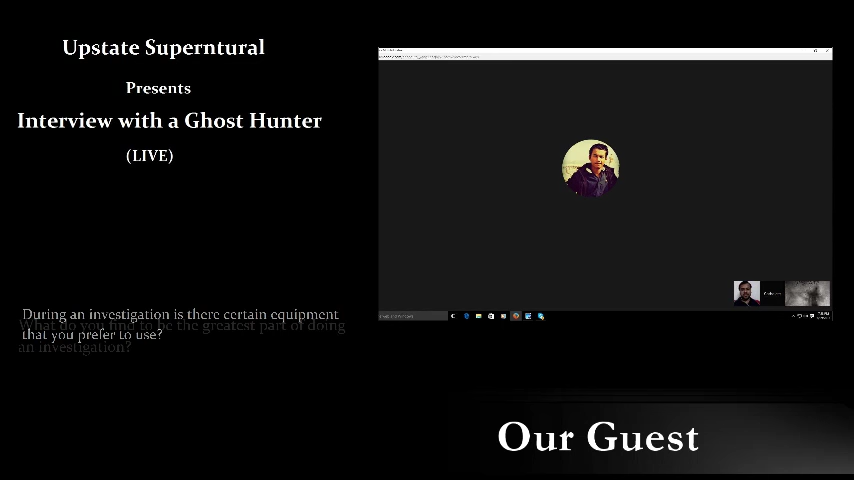 Upstate Superntural
Presents
Interview with a Ghost Hunter
(LIVE)
During an investigation is there certain equipment
that you prefer to use?
What do you find to be the greatest part of doing
an investigation?
Our Guest